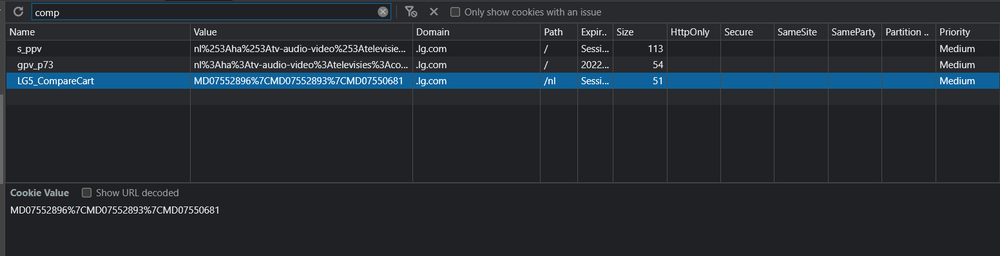 comp Only show cookies with an issue
Name Value Domain Path Expir.. Size HttpOnly Secure SameSite SameParty Partition .. Priority
s_ppv nl%253Aha%253Atv-audio-video%253Atelevisie... .lg.com / Sessi... 113 Medium
gpv_p73 nl%3Aha%3Atv-audio-video%3Atelevisies%3Aco... .lg.com / 2022... 54 Medium
LG5_CompareCart MD07552896%7CMD07552893%7CMD07550681 .lg.com /nl Sessi... 51 Medium
Cookie Value Show URL decoded
MD07552896%7CMD07552893%7CMD07550681